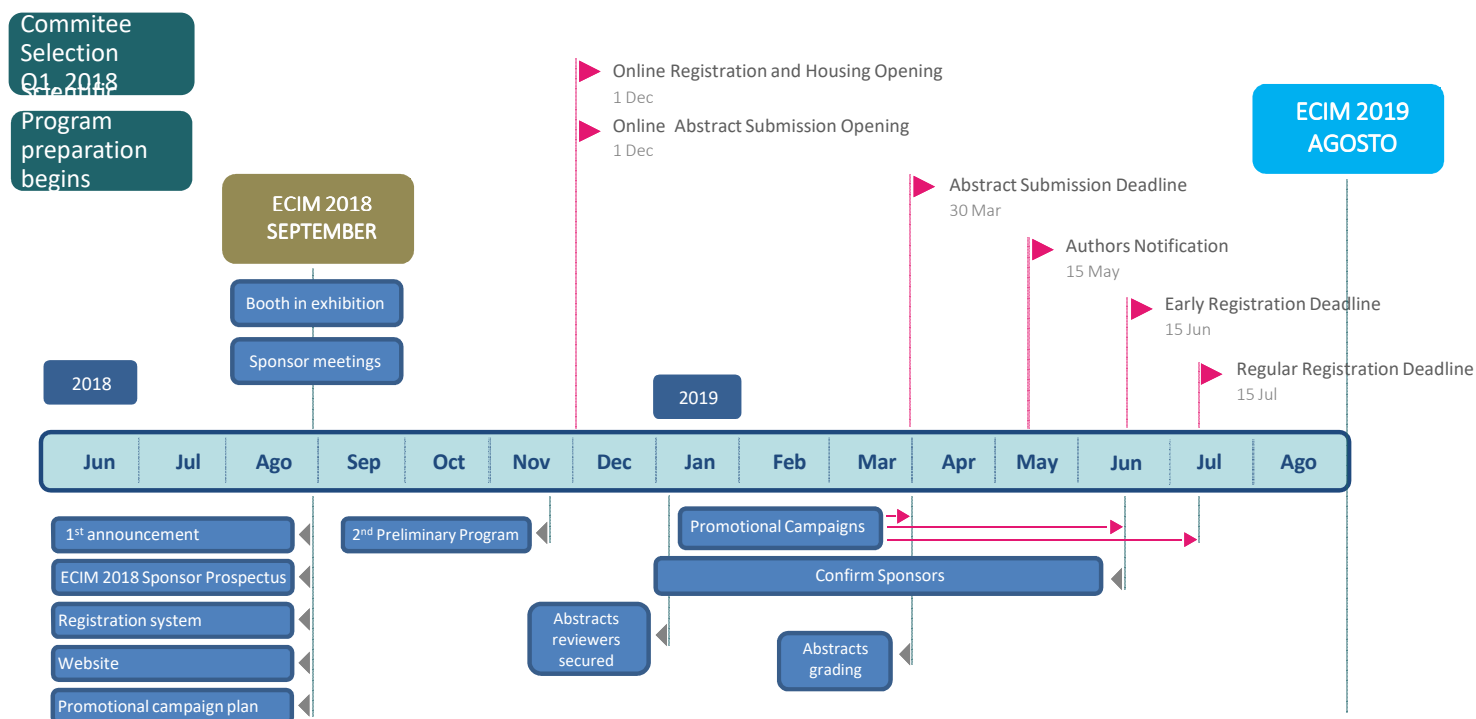 Commitee
Selection
Q1, 2018
Scientific
Program
preparation
begins
Online Registration and Housing Opening
1 Dec
Online Abstract Submission Opening
1 Dec
ECIM 2019
AGOSTO
ECIM 2018
SEPTEMBER
Abstract Submission Deadline
30 Mar
Authors Notification
15 May
Booth in exhibition
Early Registration Deadline
15 Jun
Sponsor meetings
Regular Registration Deadline
15 Jul
2018
2019
Jun Jul Ago Sep Oct Nov Dec Jan Feb Mar Apr May Jun Jul Ago
1st announcement
2nd Preliminary Program
Promotional Campaigns
ECIM 2018 Sponsor Prospectus
Confirm Sponsors
Registration system
Abstracts
reviewers
secured
Abstracts
grading
Website
Promotional campaign plan